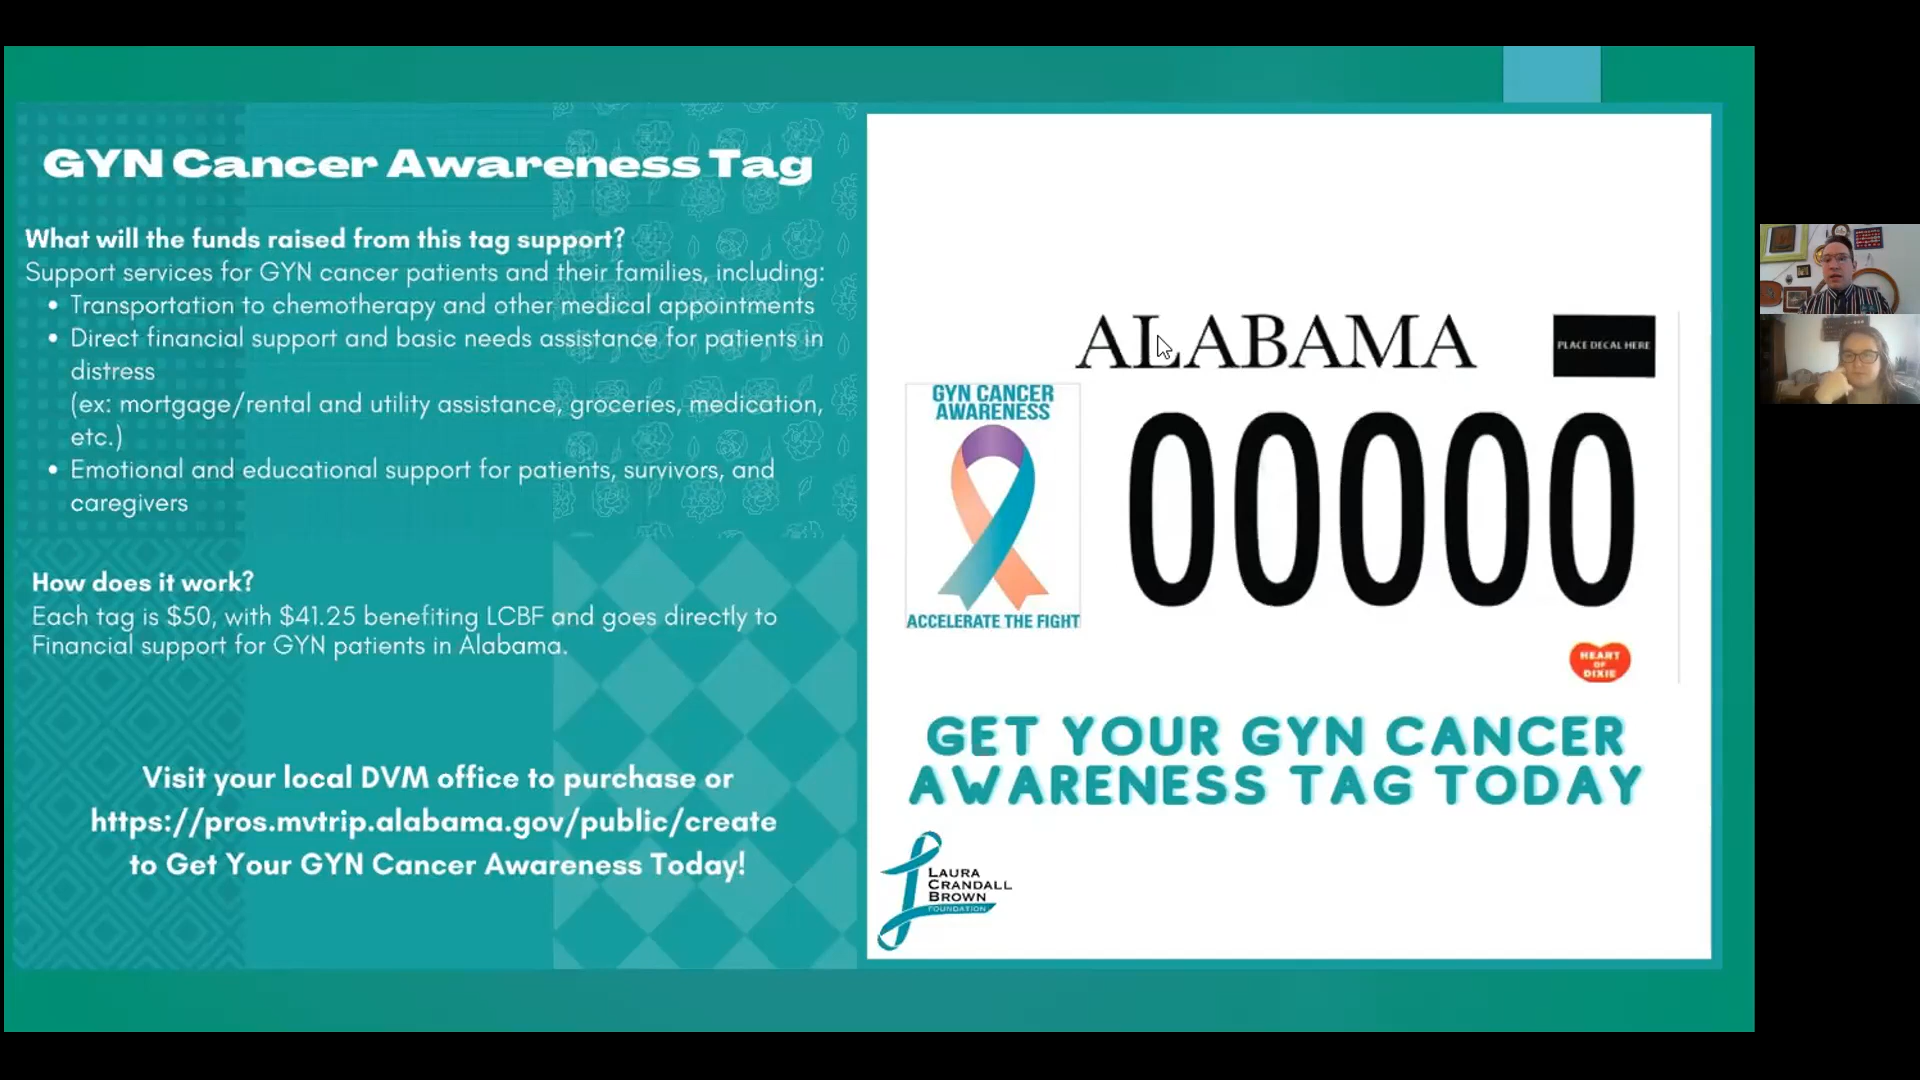 GYN Cancer Awareness Tag
What will the funds raised from this tag support?
Support services for GYN cancer patients and their families, including:
• Transportation to chemotherapy and other medical appointments
• Direct financial support and basic needs assistance for patients in
distress
(ex: mortgage/rental and utility assistance, groceries, medication,
etc.)
• Emotional and educational support for patients, survivors, and
caregivers
How does it work?
Each tag is $50, with $41.25 benefiting LCBF and goes directly to
Financial support for GYN patients in Alabama.
Visit your local DVM office to purchase or
https://pros.mvtrip.alabama.gov/public/create
to Get Your GYN Cancer Awareness Today!
ALABAMA
PLACE DECAL HERE
GYN CANCER
AWARENESS
00000
ACCELERATE THE FIGHT
HEART
OF
DIXIE
GET YOUR GYN CANCER
AWARENESS TAG TODAY
LAURA
CRANDALL
BROWN
FOUNDATION